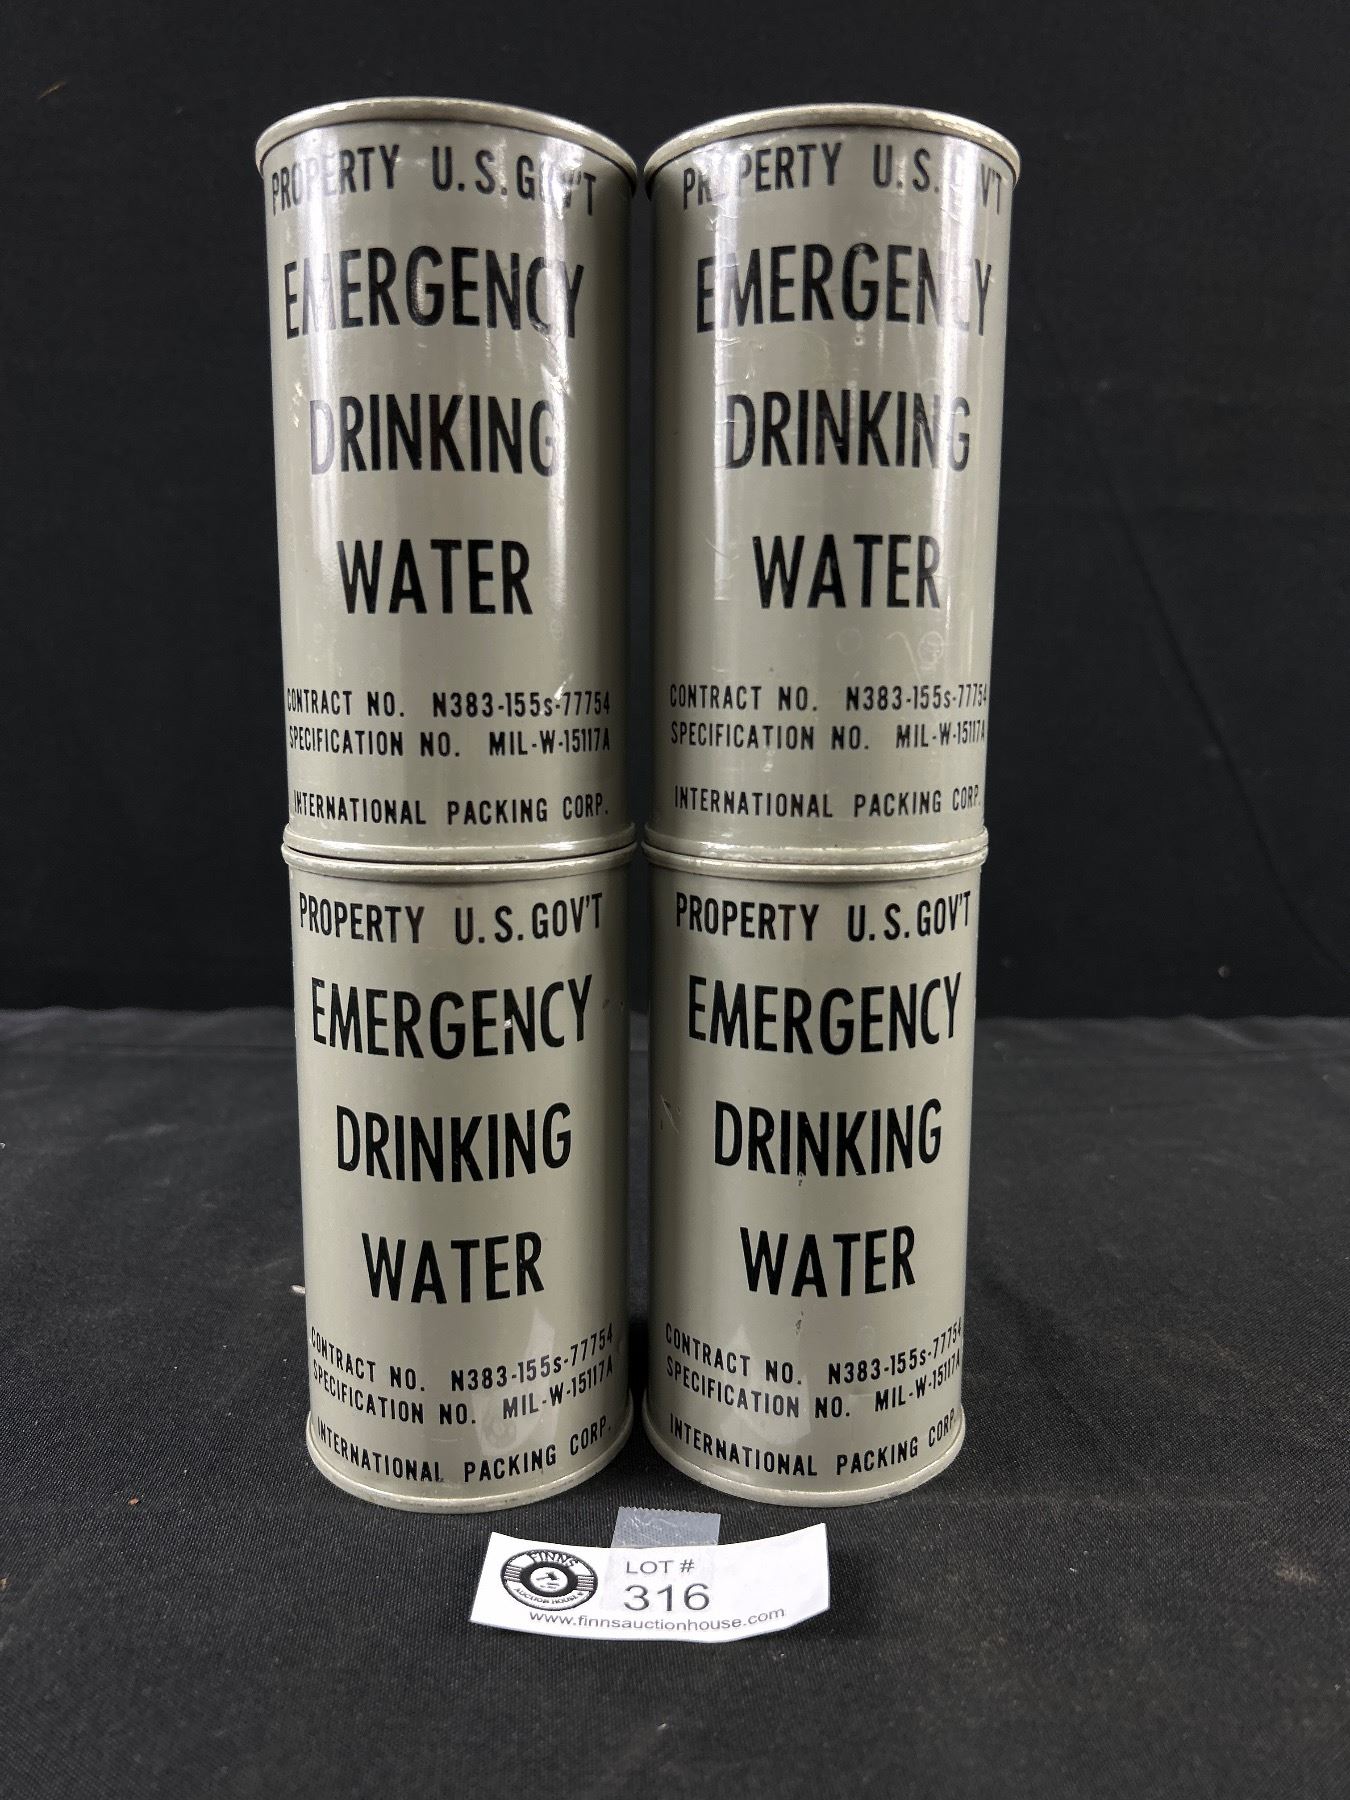 PROPERTY U.S. GOV'T
EMERGENCY
DRINKING
WATER
CONTRACT NO. N383-155s-77754
SPECIFICATION NO. MIL-W-15117A
INTERNATIONAL PACKING CORP.
PROPERTY U.S. GOV'T
EMERGENCY
DRINKING
WATER
CONTRACT NO. N383-155s-77754
SPECIFICATION NO. MIL-W-15117A
INTERNATIONAL PACKING CORP.
PROPERTY U.S. GOV'T
EMERGENCY
DRINKING
WATER
CONTRACT NO. N383-155s-77754
SPECIFICATION NO. MIL-W-15117A
INTERNATIONAL PACKING CORP.
PROPERTY U.S. GOV'T
EMERGENCY
DRINKING
WATER
CONTRACT NO. N383-155s-77754
SPECIFICATION NO. MIL-W-15117A
INTERNATIONAL PACKING CORP.
FINNS
AUCTION HOUSE
LOT #
316
www.finnsauctionhouse.com